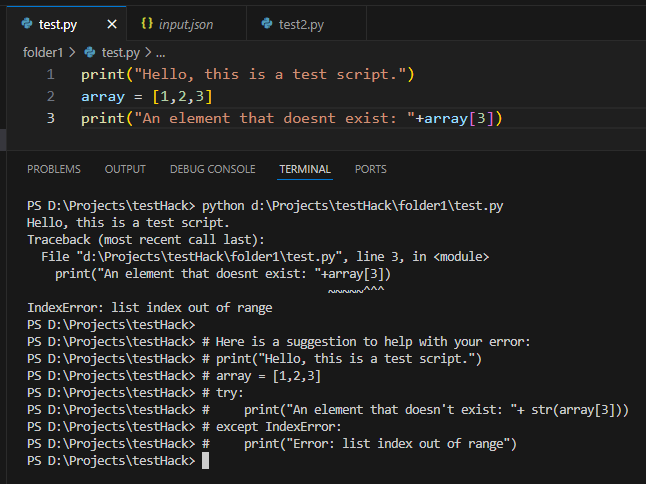 test.py × {} input.json test2.py
folder1 > test.py > ...
1 print("Hello, this is a test script.")
2 array = [1,2,3]
3 print("An element that doesnt exist: "+array[3])
PROBLEMS OUTPUT DEBUG CONSOLE TERMINAL PORTS
PS D:\Projects\testHack> python d:\Projects\testHack\folder1\test.py
Hello, this is a test script.
Traceback (most recent call last):
  File "d:\Projects\testHack\folder1\test.py", line 3, in <module>
    print("An element that doesnt exist: "+array[3])
                                           ~~~~~^^^
IndexError: list index out of range
PS D:\Projects\testHack>
PS D:\Projects\testHack> # Here is a suggestion to help with your error:
PS D:\Projects\testHack> # print("Hello, this is a test script.")
PS D:\Projects\testHack> # array = [1,2,3]
PS D:\Projects\testHack> # try:
PS D:\Projects\testHack> #     print("An element that doesn't exist: "+ str(array[3]))
PS D:\Projects\testHack> # except IndexError:
PS D:\Projects\testHack> #     print("Error: list index out of range")
PS D:\Projects\testHack>